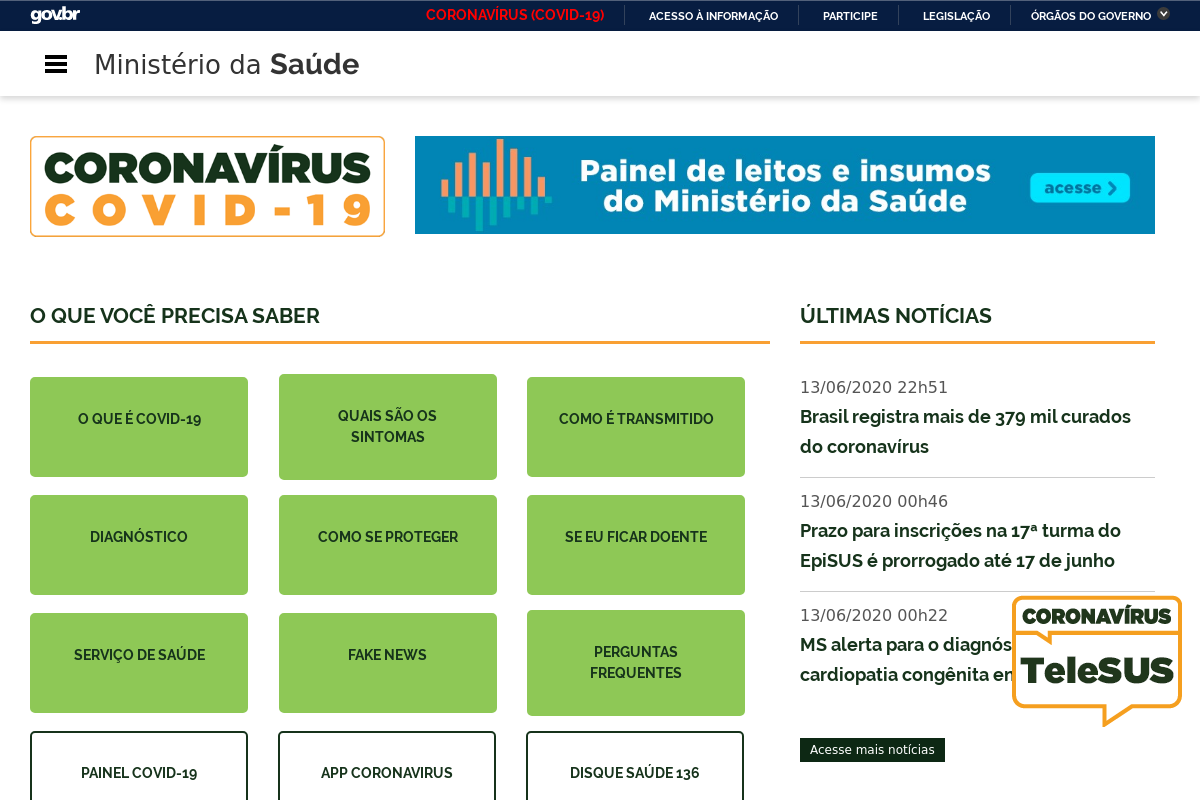 gov.br
CORONAVÍRUS (COVID-19)
ACESSO À INFORMAÇÃO
PARTICIPE
LEGISLAÇÃO
ÓRGÃOS DO GOVERNO
Ministério da Saúde
CORONAVÍRUS
COVID-19
Painel de leitos e insumos
do Ministério da Saúde
acesse
O QUE VOCÊ PRECISA SABER
O QUE É COVID-19
QUAIS SÃO OS
SINTOMAS
COMO É TRANSMITIDO
DIAGNÓSTICO
COMO SE PROTEGER
SE EU FICAR DOENTE
SERVIÇO DE SAÚDE
FAKE NEWS
PERGUNTAS
FREQUENTES
PAINEL COVID-19
APP CORONAVIRUS
DISQUE SAÚDE 136
ÚLTIMAS NOTÍCIAS
13/06/2020 22h51
Brasil registra mais de 379 mil curados
do coronavírus
13/06/2020 00h46
Prazo para inscrições na 17ª turma do
EpiSUS é prorrogado até 17 de junho
13/06/2020 00h22
MS alerta para o
cardiopatia congênita
CORONAVÍRUS
TeleSUS
Acesse mais notícias